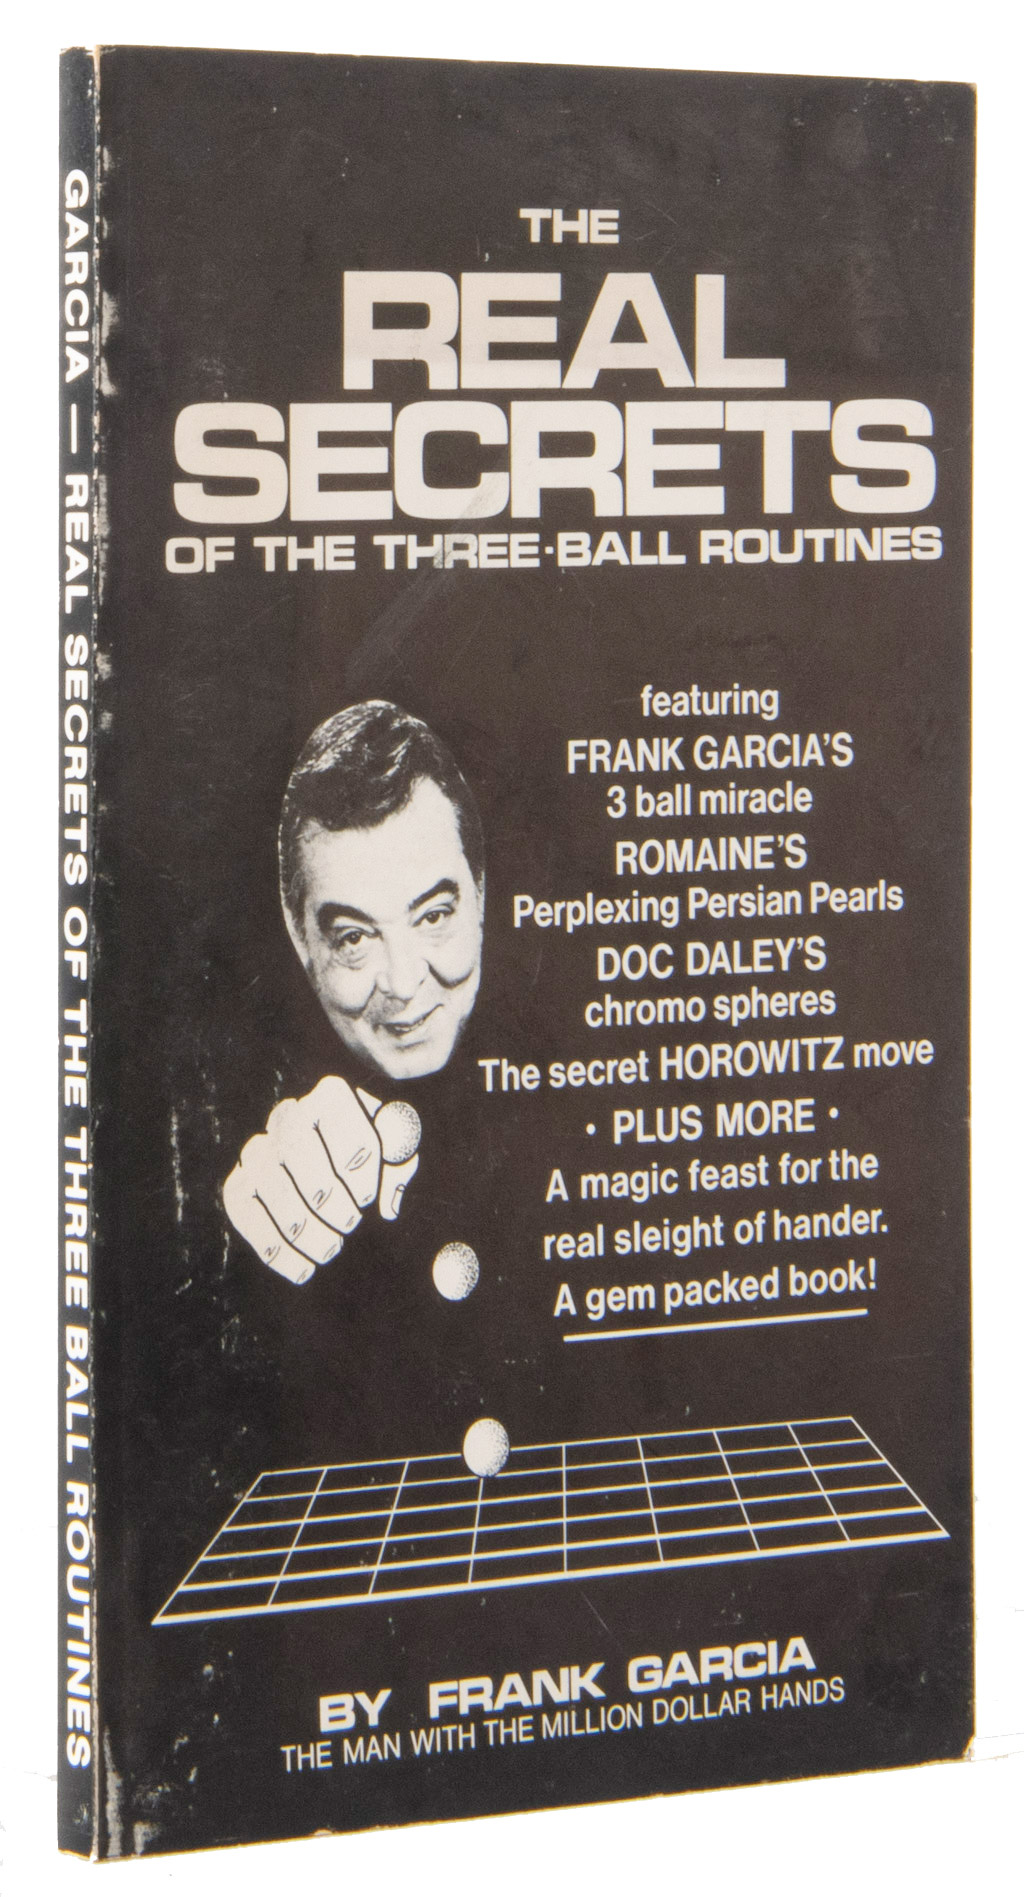 GARCIA — REAL SECRETS OF THE THREE BALL ROUTINES
THE
REAL
SECRETS
OF THE THREE-BALL ROUTINES
featuring
FRANK GARCIA'S
3 ball miracle
ROMAINE'S
Perplexing Persian Pearls
DOC DALEY'S
chromo spheres
The secret HOROWITZ move
• PLUS MORE •
A magic feast for the
real sleight of hander.
A gem packed book!
BY FRANK GARCIA
THE MAN WITH THE MILLION DOLLAR HANDS